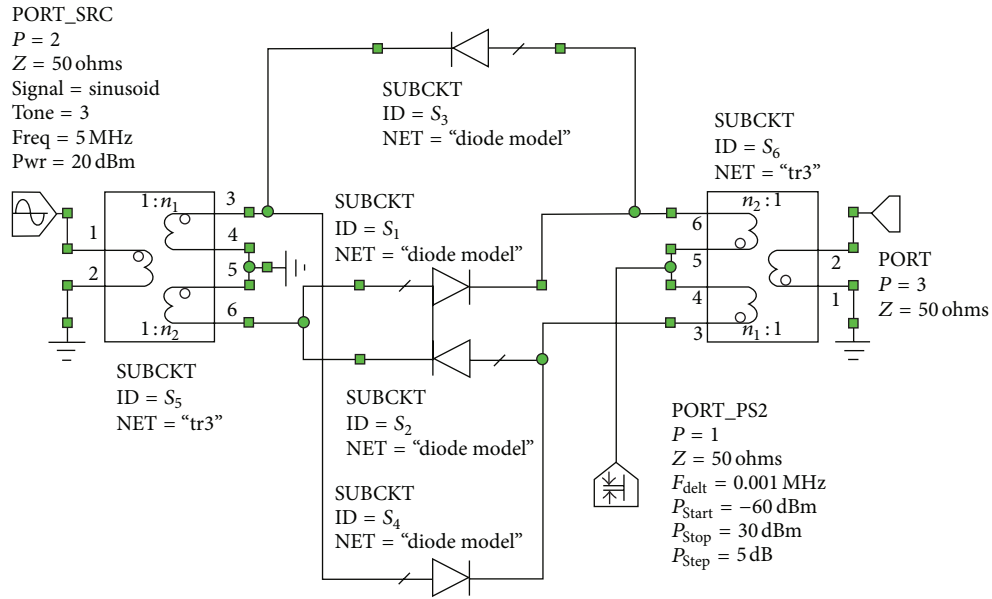 PORT_SRC
P = 2
Z = 50 ohms
Signal = sinusoid
Tone = 3
Freq = 5 MHz
Pwr = 20 dBm
SUBCKT
ID = S3
NET = “diode model”
SUBCKT
ID = S6
NET = “tr3”
1:n1
3
4
5
6
1
2
1:n2
SUBCKT
ID = S1
NET = “diode model”
n2:1
6
5
4
3
2
1
n1:1
PORT
P = 3
Z = 50 ohms
SUBCKT
ID = S5
NET = “tr3”
SUBCKT
ID = S2
NET = “diode model”
SUBCKT
ID = S4
NET = “diode model”
PORT_PS2
P = 1
Z = 50 ohms
Fdelt = 0.001 MHz
PStart = −60 dBm
PStop = 30 dBm
PStep = 5 dB